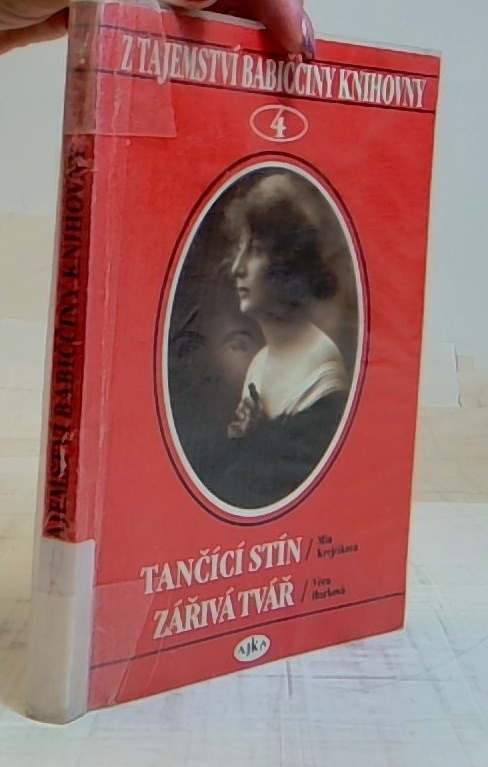 Z TAJEMSTVÍ BABIČČINY KNIHOVNY
4
TANČÍCÍ STÍN / Mia
Krejčíková
ZÁŘIVÁ TVÁŘ / Věra
Hurková
AJKA
TAJEMSTVÍ BABIČČINY KNIHOVNY